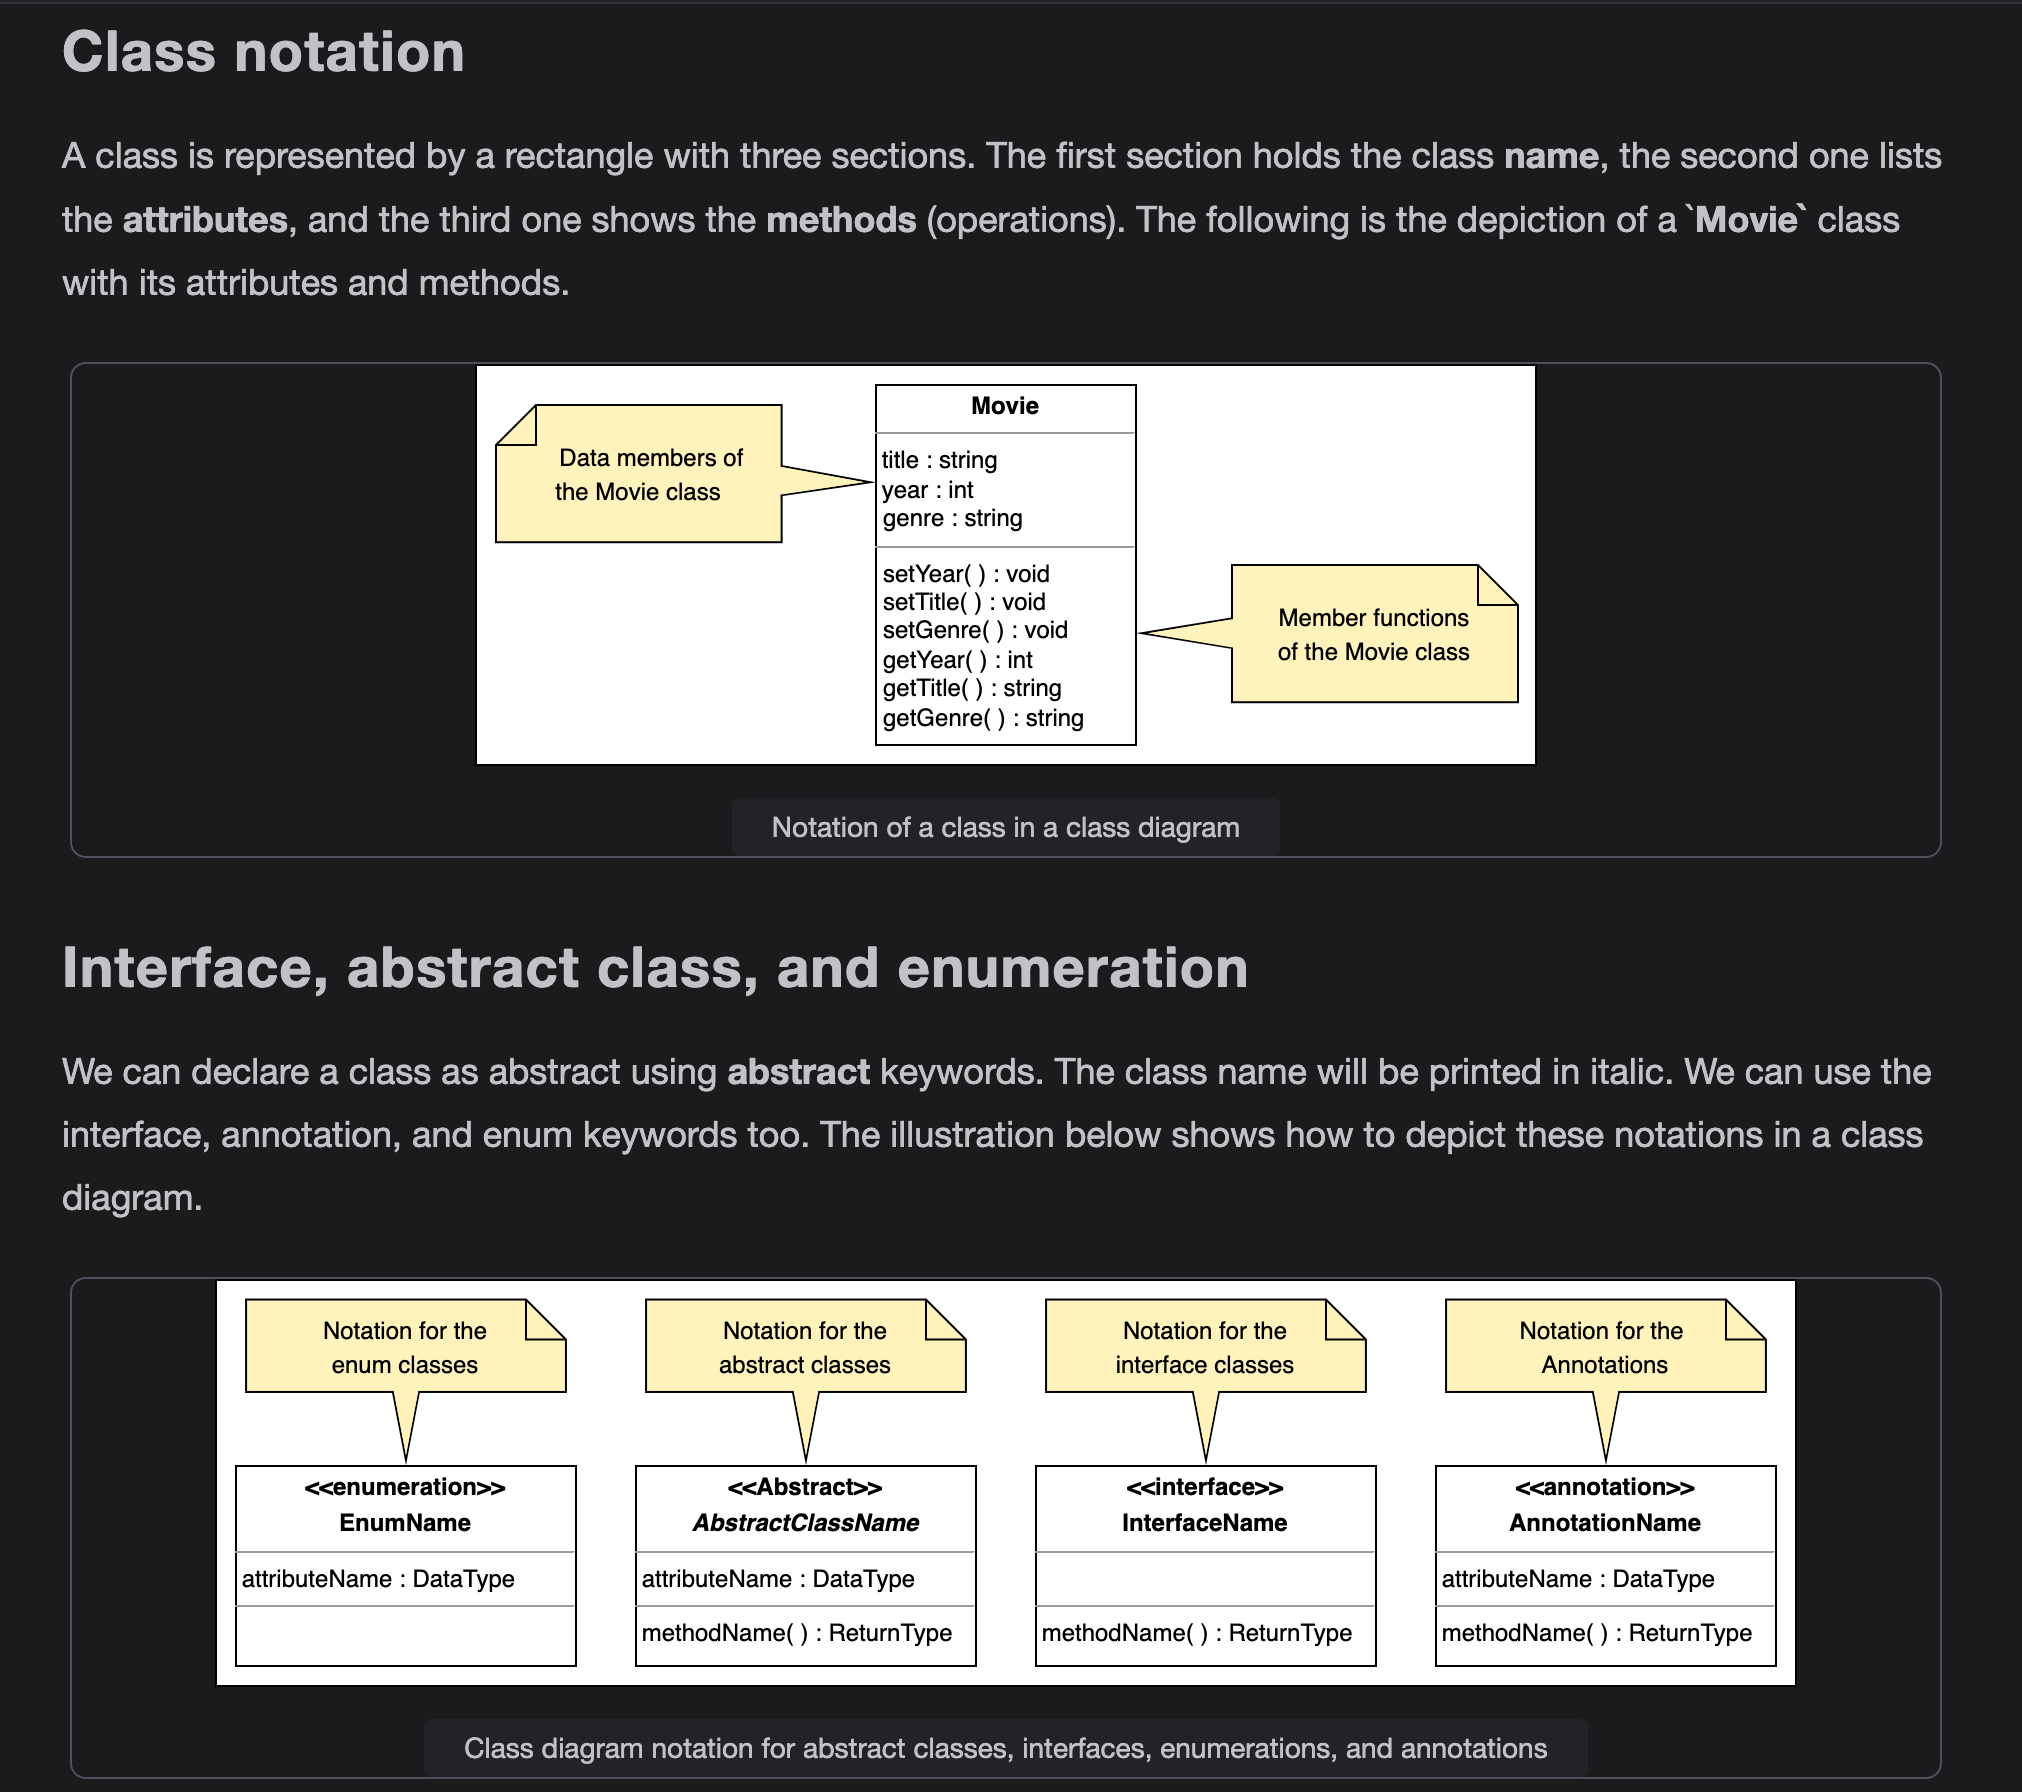 Class notation
A class is represented by a rectangle with three sections. The first section holds the class name, the second one lists
the attributes, and the third one shows the methods (operations). The following is the depiction of a `Movie` class
with its attributes and methods.
Data members of
the Movie class
Movie
title : string
year : int
genre : string
setYear( ) : void
setTitle( ) : void
setGenre( ) : void
getYear( ) : int
getTitle( ) : string
getGenre( ) : string
Member functions
of the Movie class
Notation of a class in a class diagram
Interface, abstract class, and enumeration
We can declare a class as abstract using abstract keywords. The class name will be printed in italic. We can use the
interface, annotation, and enum keywords too. The illustration below shows how to depict these notations in a class
diagram.
Notation for the
enum classes
<<enumeration>>
EnumName
attributeName : DataType
Notation for the
abstract classes
<<Abstract>>
AbstractClassName
attributeName : DataType
methodName( ) : ReturnType
Notation for the
interface classes
<<interface>>
InterfaceName
methodName( ) : ReturnType
Notation for the
Annotations
<<annotation>>
AnnotationName
attributeName : DataType
methodName( ) : ReturnType
Class diagram notation for abstract classes, interfaces, enumerations, and annotations